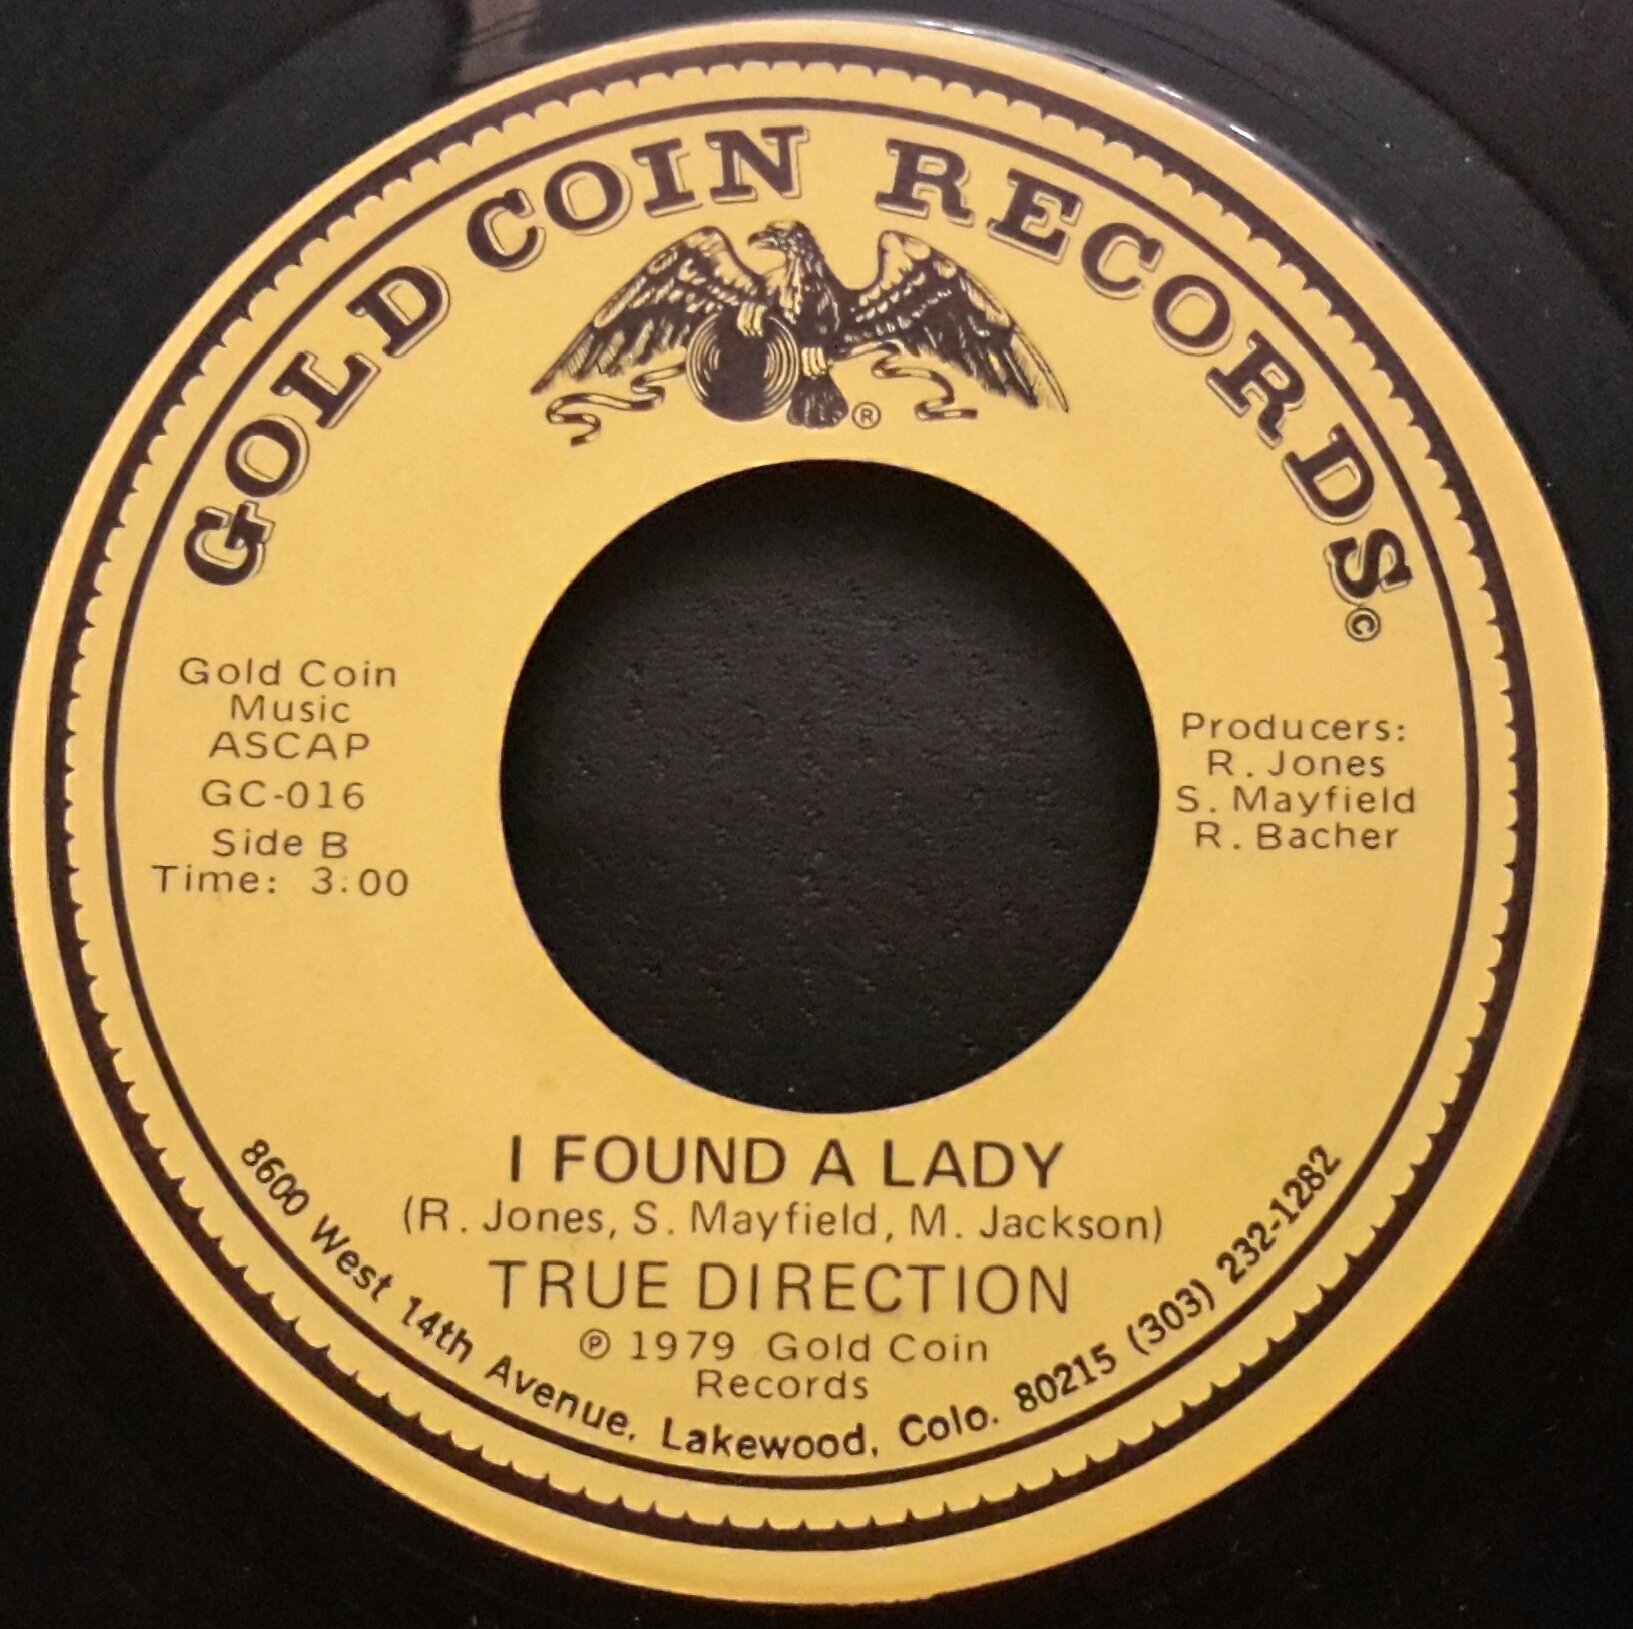 GOLD COIN RECORDS©
®
Gold Coin
Music
ASCAP
GC-016
Side B
Time: 3:00
Producers:
R. Jones
S. Mayfield
R. Bacher
I FOUND A LADY
(R. Jones, S. Mayfield, M. Jackson)
TRUE DIRECTION
℗ 1979 Gold Coin
Records
8600 West 14th Avenue, Lakewood, Colo. 80215 (303) 232-1282